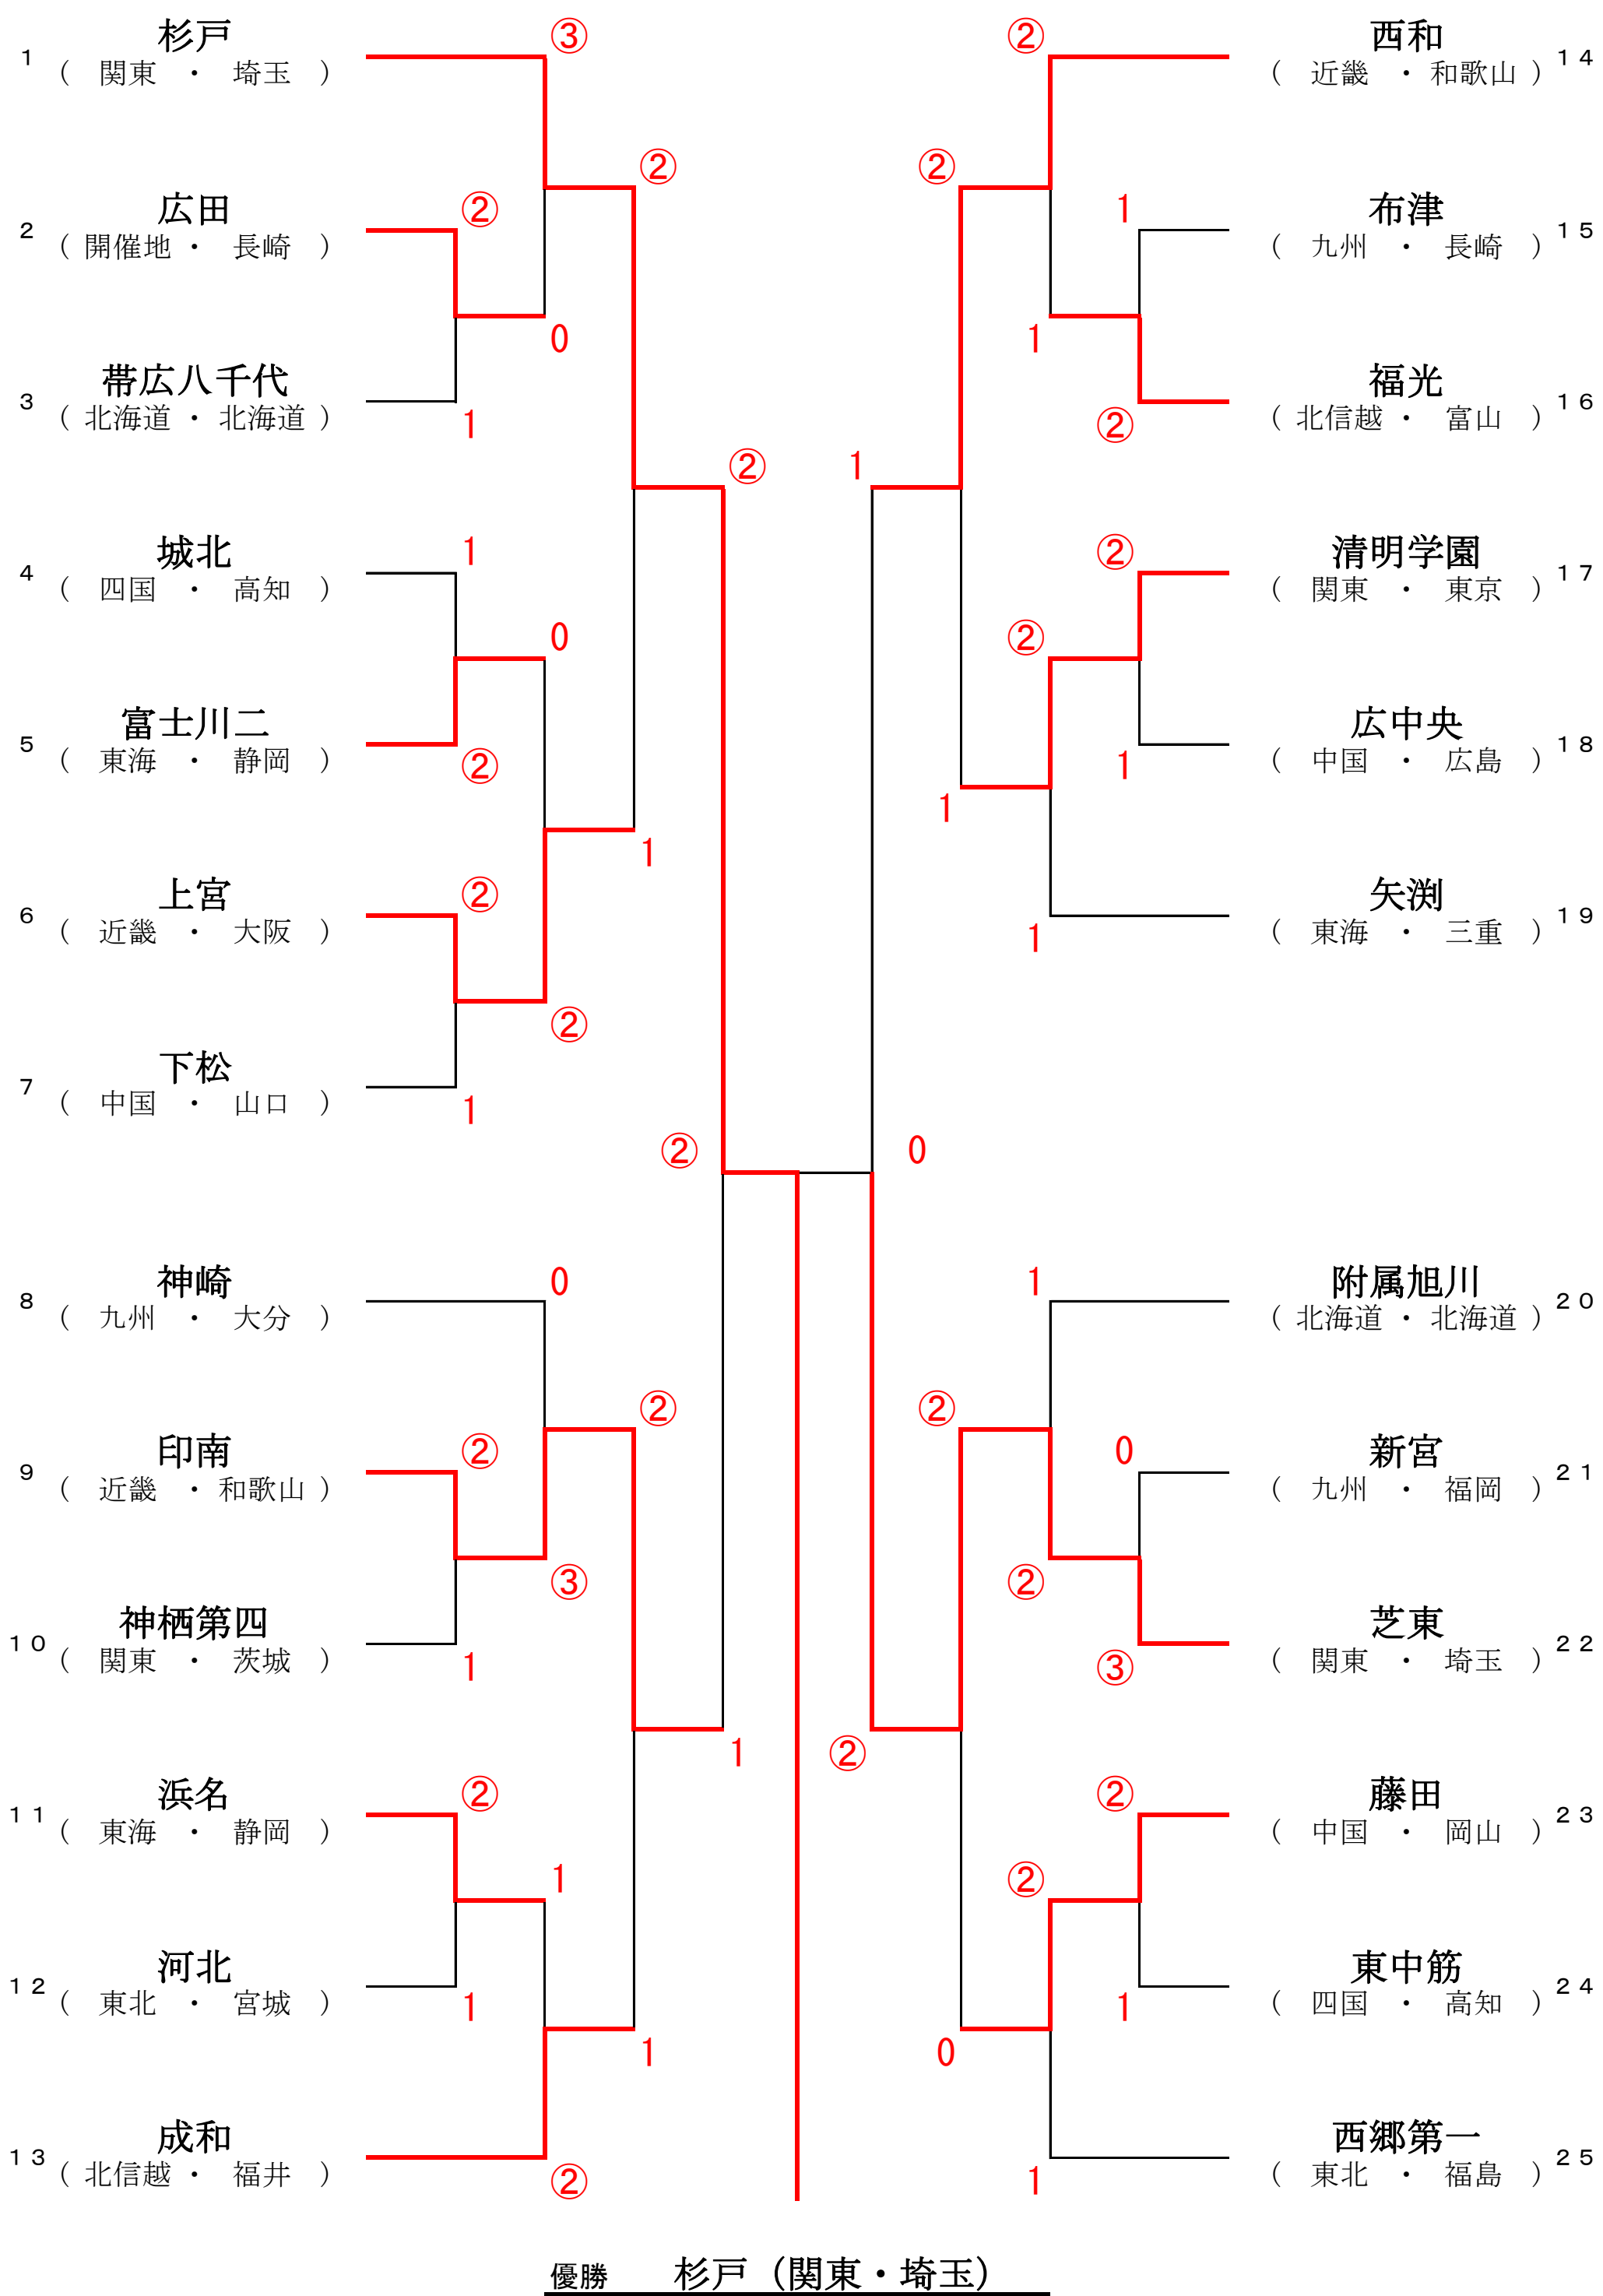 1 杉戸
( 関東 ・ 埼玉 )
③
2 広田
( 開催地 ・ 長崎 )
②
②
0
3 帯広八千代
( 北海道 ・ 北海道 )
1
②
4 城北
( 四国 ・ 高知 )
1
0
5 富士川二
( 東海 ・ 静岡 )
②
1
6 上宮
( 近畿 ・ 大阪 )
②
②
7 下松
( 中国 ・ 山口 )
1
②
8 神崎
( 九州 ・ 大分 )
0
②
9 印南
( 近畿 ・ 和歌山 )
②
③
10 神栖第四
( 関東 ・ 茨城 )
1
1
11 浜名
( 東海 ・ 静岡 )
②
1
12 河北
( 東北 ・ 宮城 )
1
1
13 成和
( 北信越 ・ 福井 )
②
②
西和 14
( 近畿 ・ 和歌山 )
②
1
布津 15
( 九州 ・ 長崎 )
1
福光 16
( 北信越 ・ 富山 )
②
1
②
清明学園 17
( 関東 ・ 東京 )
②
広中央 18
( 中国 ・ 広島 )
1
1
矢渕 19
( 東海 ・ 三重 )
1
0
附属旭川 20
( 北海道 ・ 北海道 )
1
②
0
新宮 21
( 九州 ・ 福岡 )
②
芝東 22
( 関東 ・ 埼玉 )
③
②
②
藤田 23
( 中国 ・ 岡山 )
②
東中筋 24
( 四国 ・ 高知 )
1
0
西郷第一 25
( 東北 ・ 福島 )
1
優勝 杉戸（関東・埼玉）